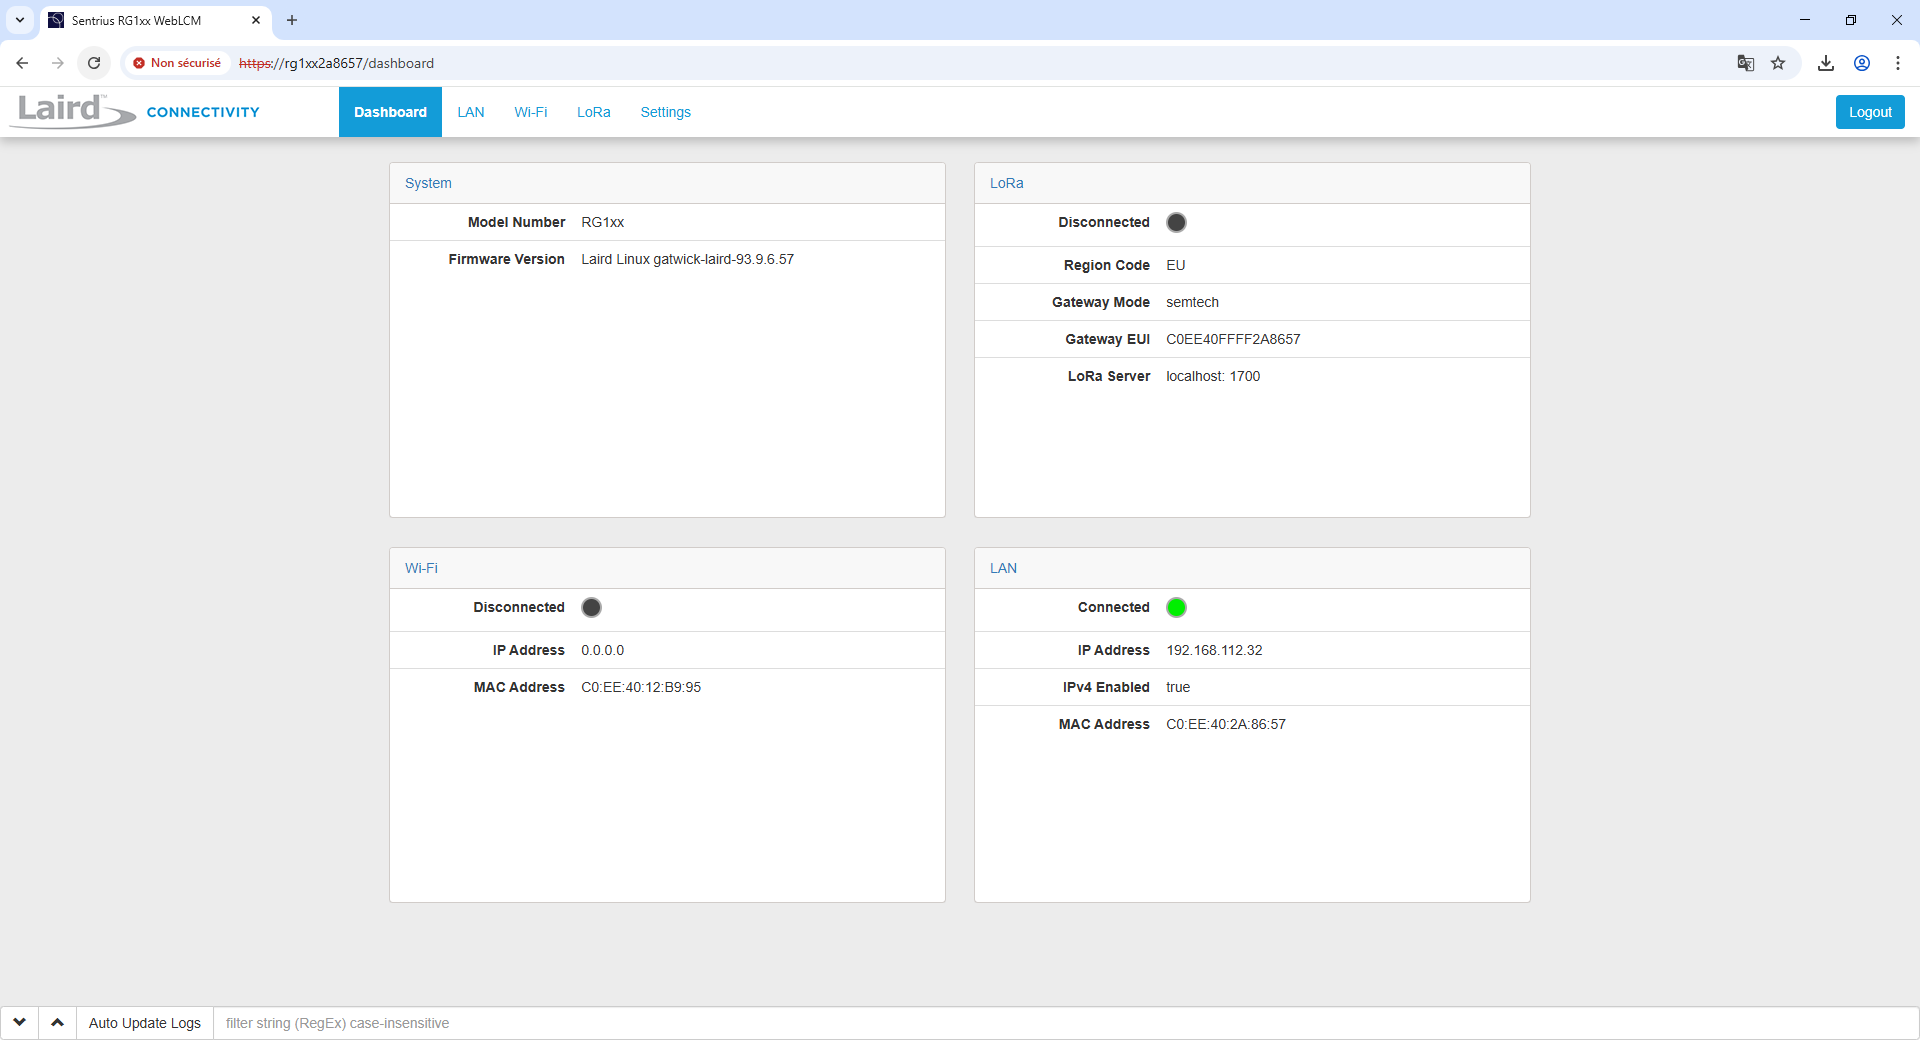 Sentrius RG1xx WebLCM
Non sécurisé https://rg1xx2a8657/dashboard
Laird™ CONNECTIVITY Dashboard LAN Wi-Fi LoRa Settings Logout
System
Model Number RG1xx
Firmware Version Laird Linux gatwick-laird-93.9.6.57
LoRa
Disconnected
Region Code EU
Gateway Mode semtech
Gateway EUI C0EE40FFFF2A8657
LoRa Server localhost: 1700
Wi-Fi
Disconnected
IP Address 0.0.0.0
MAC Address C0:EE:40:12:B9:95
LAN
Connected
IP Address 192.168.112.32
IPv4 Enabled true
MAC Address C0:EE:40:2A:86:57
Auto Update Logs filter string (RegEx) case-insensitive